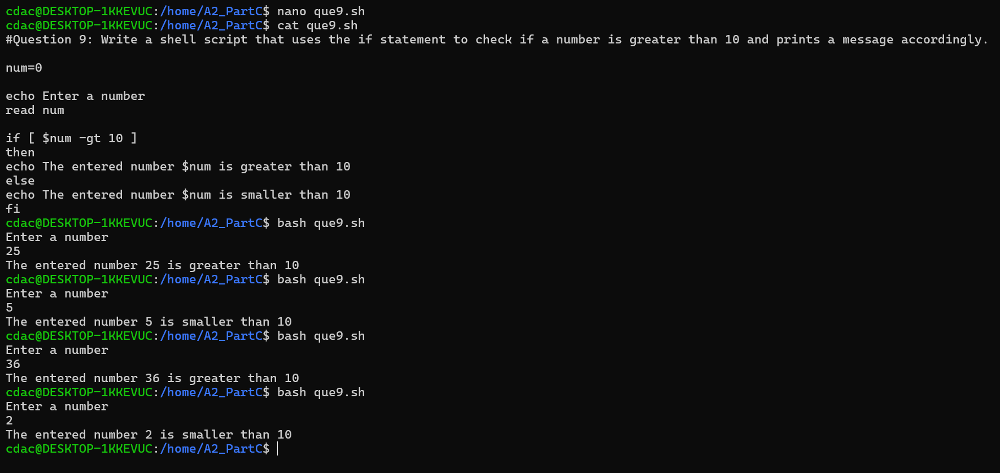 cdac@DESKTOP-1KKEVUC:/home/A2_PartC$ nano que9.sh
cdac@DESKTOP-1KKEVUC:/home/A2_PartC$ cat que9.sh
#Question 9: Write a shell script that uses the if statement to check if a number is greater than 10 and prints a message accordingly.
num=0
echo Enter a number
read num
if [ $num -gt 10 ]
then
echo The entered number $num is greater than 10
else
echo The entered number $num is smaller than 10
fi
cdac@DESKTOP-1KKEVUC:/home/A2_PartC$ bash que9.sh
Enter a number
25
The entered number 25 is greater than 10
cdac@DESKTOP-1KKEVUC:/home/A2_PartC$ bash que9.sh
Enter a number
5
The entered number 5 is smaller than 10
cdac@DESKTOP-1KKEVUC:/home/A2_PartC$ bash que9.sh
Enter a number
36
The entered number 36 is greater than 10
cdac@DESKTOP-1KKEVUC:/home/A2_PartC$ bash que9.sh
Enter a number
2
The entered number 2 is smaller than 10
cdac@DESKTOP-1KKEVUC:/home/A2_PartC$